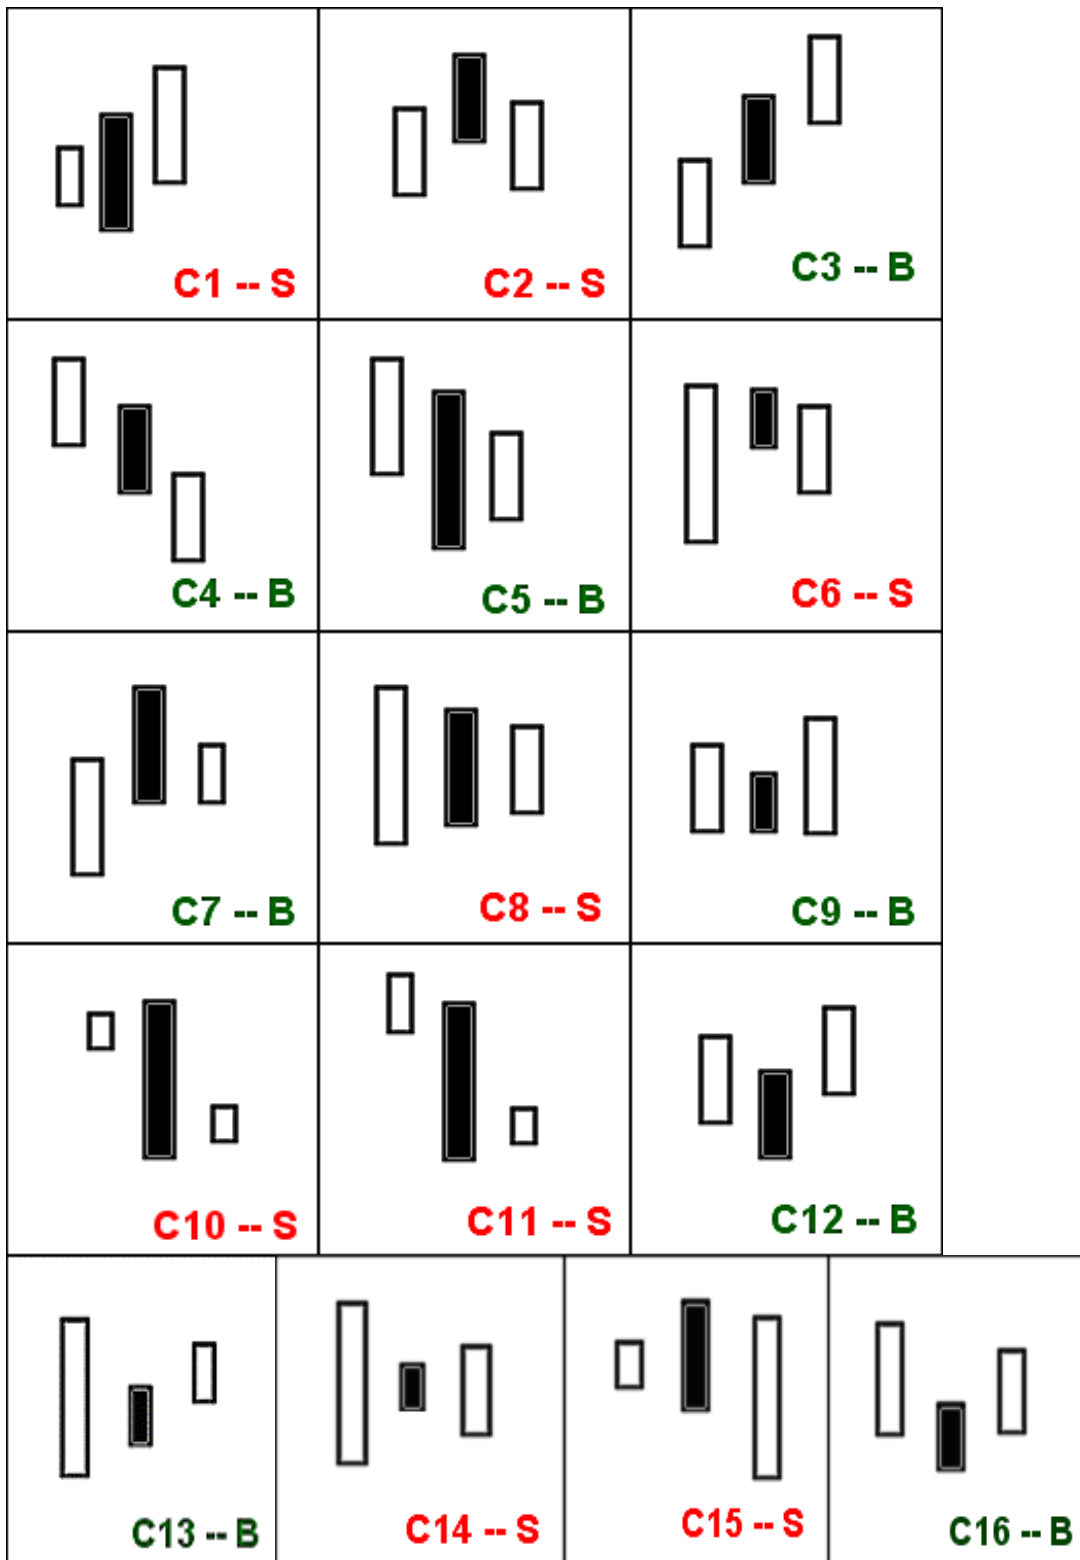 C1 -- S
C2 -- S
C3 -- B
C4 -- B
C5 -- B
C6 -- S
C7 -- B
C8 -- S
C9 -- B
C10 -- S
C11 -- S
C12 -- B
C13 -- B
C14 -- S
C15 -- S
C16 -- B